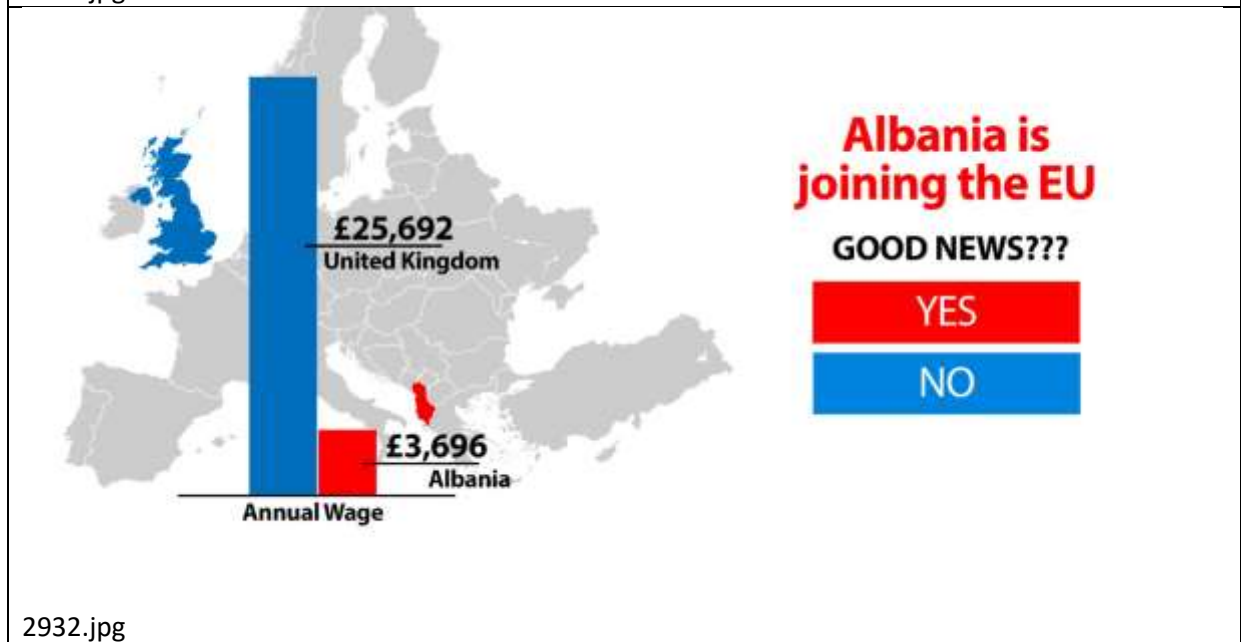 Albania is
joining the EU
GOOD NEWS???
YES
NO
£25,692
United Kingdom
£3,696
Albania
Annual Wage
2932.jpg